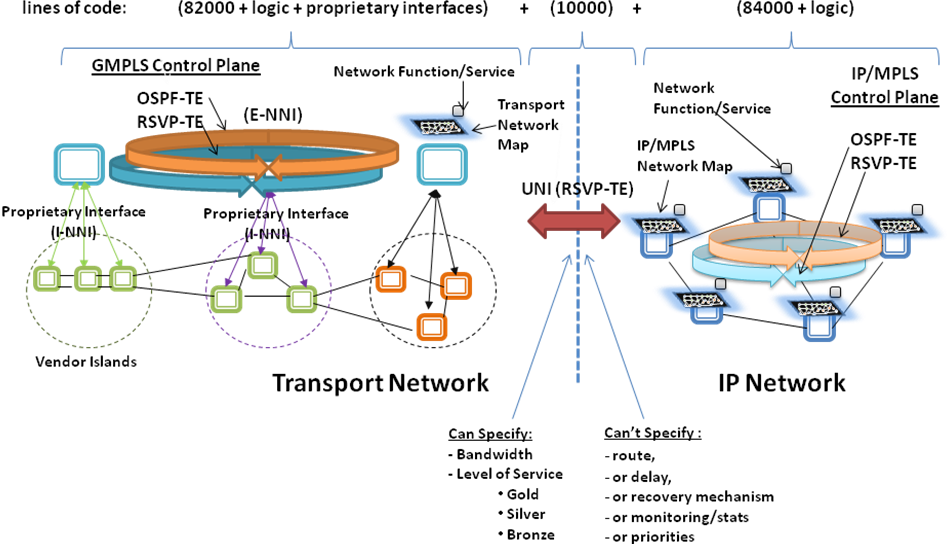 lines of code: (82000 + logic + proprietary interfaces) + (10000) + (84000 + logic)
GMPLS Control Plane
Network Function/Service
IP/MPLS
Control Plane
Network
Function/Service
OSPF-TE
RSVP-TE
(E-NNI)
Transport
Network
Map
IP/MPLS
Network Map
OSPF-TE
RSVP-TE
UNI (RSVP-TE)
Proprietary Interface
(I-NNI)
Proprietary Interface
(I-NNI)
Vendor Islands
Transport Network
IP Network
Can Specify:
- Bandwidth
- Level of Service
• Gold
• Silver
• Bronze
Can't Specify :
- route,
- or delay,
- or recovery mechanism
- or monitoring/stats
- or priorities